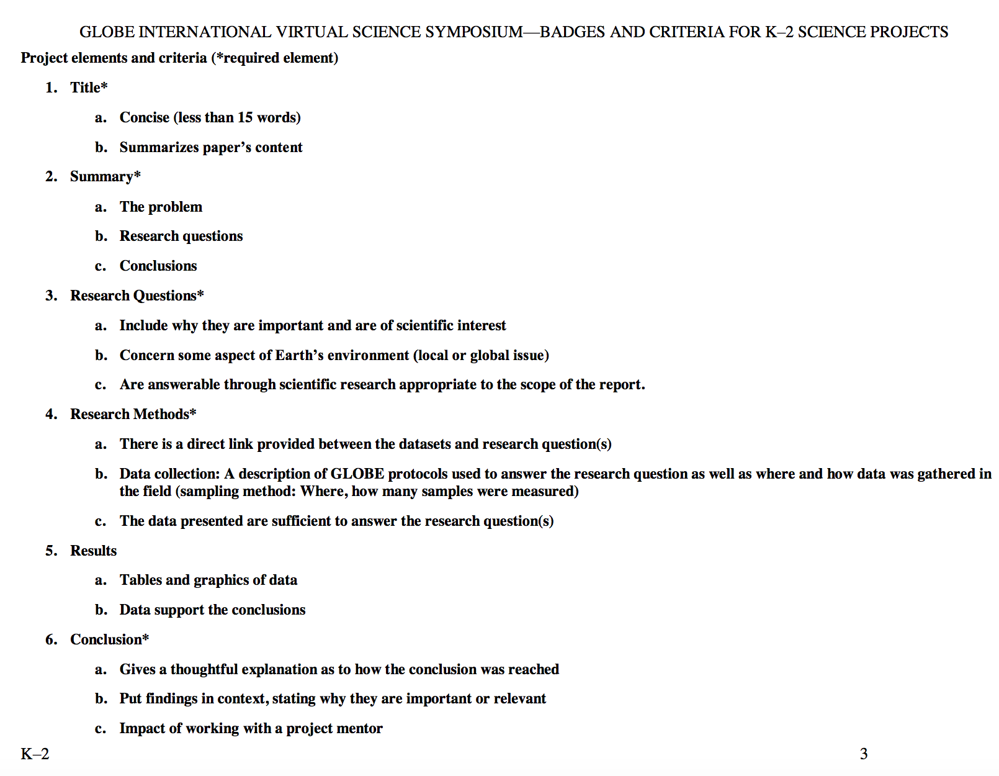 GLOBE INTERNATIONAL VIRTUAL SCIENCE SYMPOSIUM—BADGES AND CRITERIA FOR K–2 SCIENCE PROJECTS
Project elements and criteria (*required element)
1. Title*
a. Concise (less than 15 words)
b. Summarizes paper’s content
2. Summary*
a. The problem
b. Research questions
c. Conclusions
3. Research Questions*
a. Include why they are important and are of scientific interest
b. Concern some aspect of Earth’s environment (local or global issue)
c. Are answerable through scientific research appropriate to the scope of the report.
4. Research Methods*
a. There is a direct link provided between the datasets and research question(s)
b. Data collection: A description of GLOBE protocols used to answer the research question as well as where and how data was gathered in
the field (sampling method: Where, how many samples were measured)
c. The data presented are sufficient to answer the research question(s)
5. Results
a. Tables and graphics of data
b. Data support the conclusions
6. Conclusion*
a. Gives a thoughtful explanation as to how the conclusion was reached
b. Put findings in context, stating why they are important or relevant
c. Impact of working with a project mentor
K–2 3